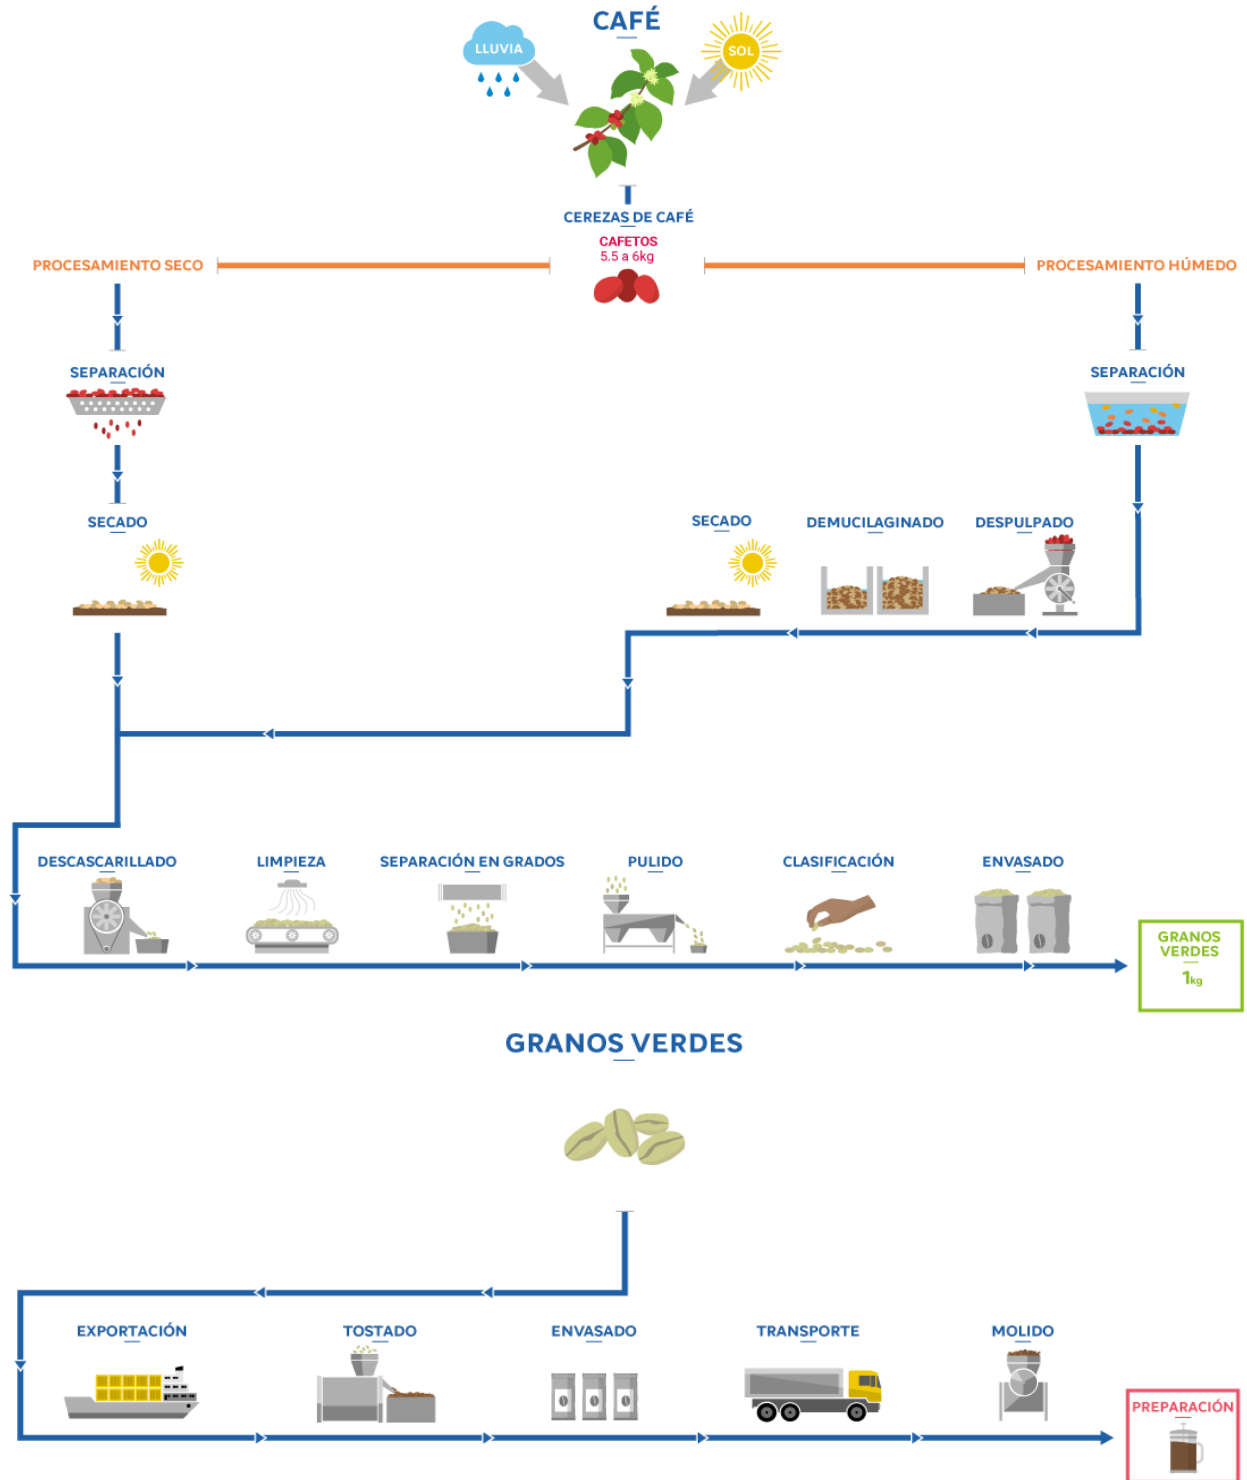 CAFÉ
LLUVIA
SOL
CEREZAS DE CAFÉ
CAFETOS
5.5 a 6kg
PROCESAMIENTO SECO
PROCESAMIENTO HÚMEDO
SEPARACIÓN
SEPARACIÓN
SECADO
SECADO
DEMUCILAGINADO
DESPULPADO
DESCASCARILLADO
LIMPIEZA
SEPARACIÓN EN GRADOS
PULIDO
CLASIFICACIÓN
ENVASADO
GRANOS
VERDES
1kg
GRANOS VERDES
EXPORTACIÓN
TOSTADO
ENVASADO
TRANSPORTE
MOLIDO
PREPARACIÓN